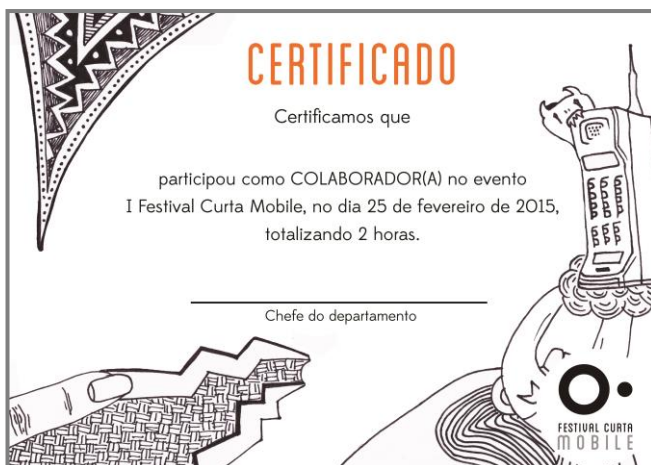 CERTIFICADO
Certificamos que
participou como COLABORADOR(A) no evento
I Festival Curta Mobile, no dia 25 de fevereiro de 2015,
totalizando 2 horas.
Chefe do departamento
FESTIVAL CURTA
MOBILE